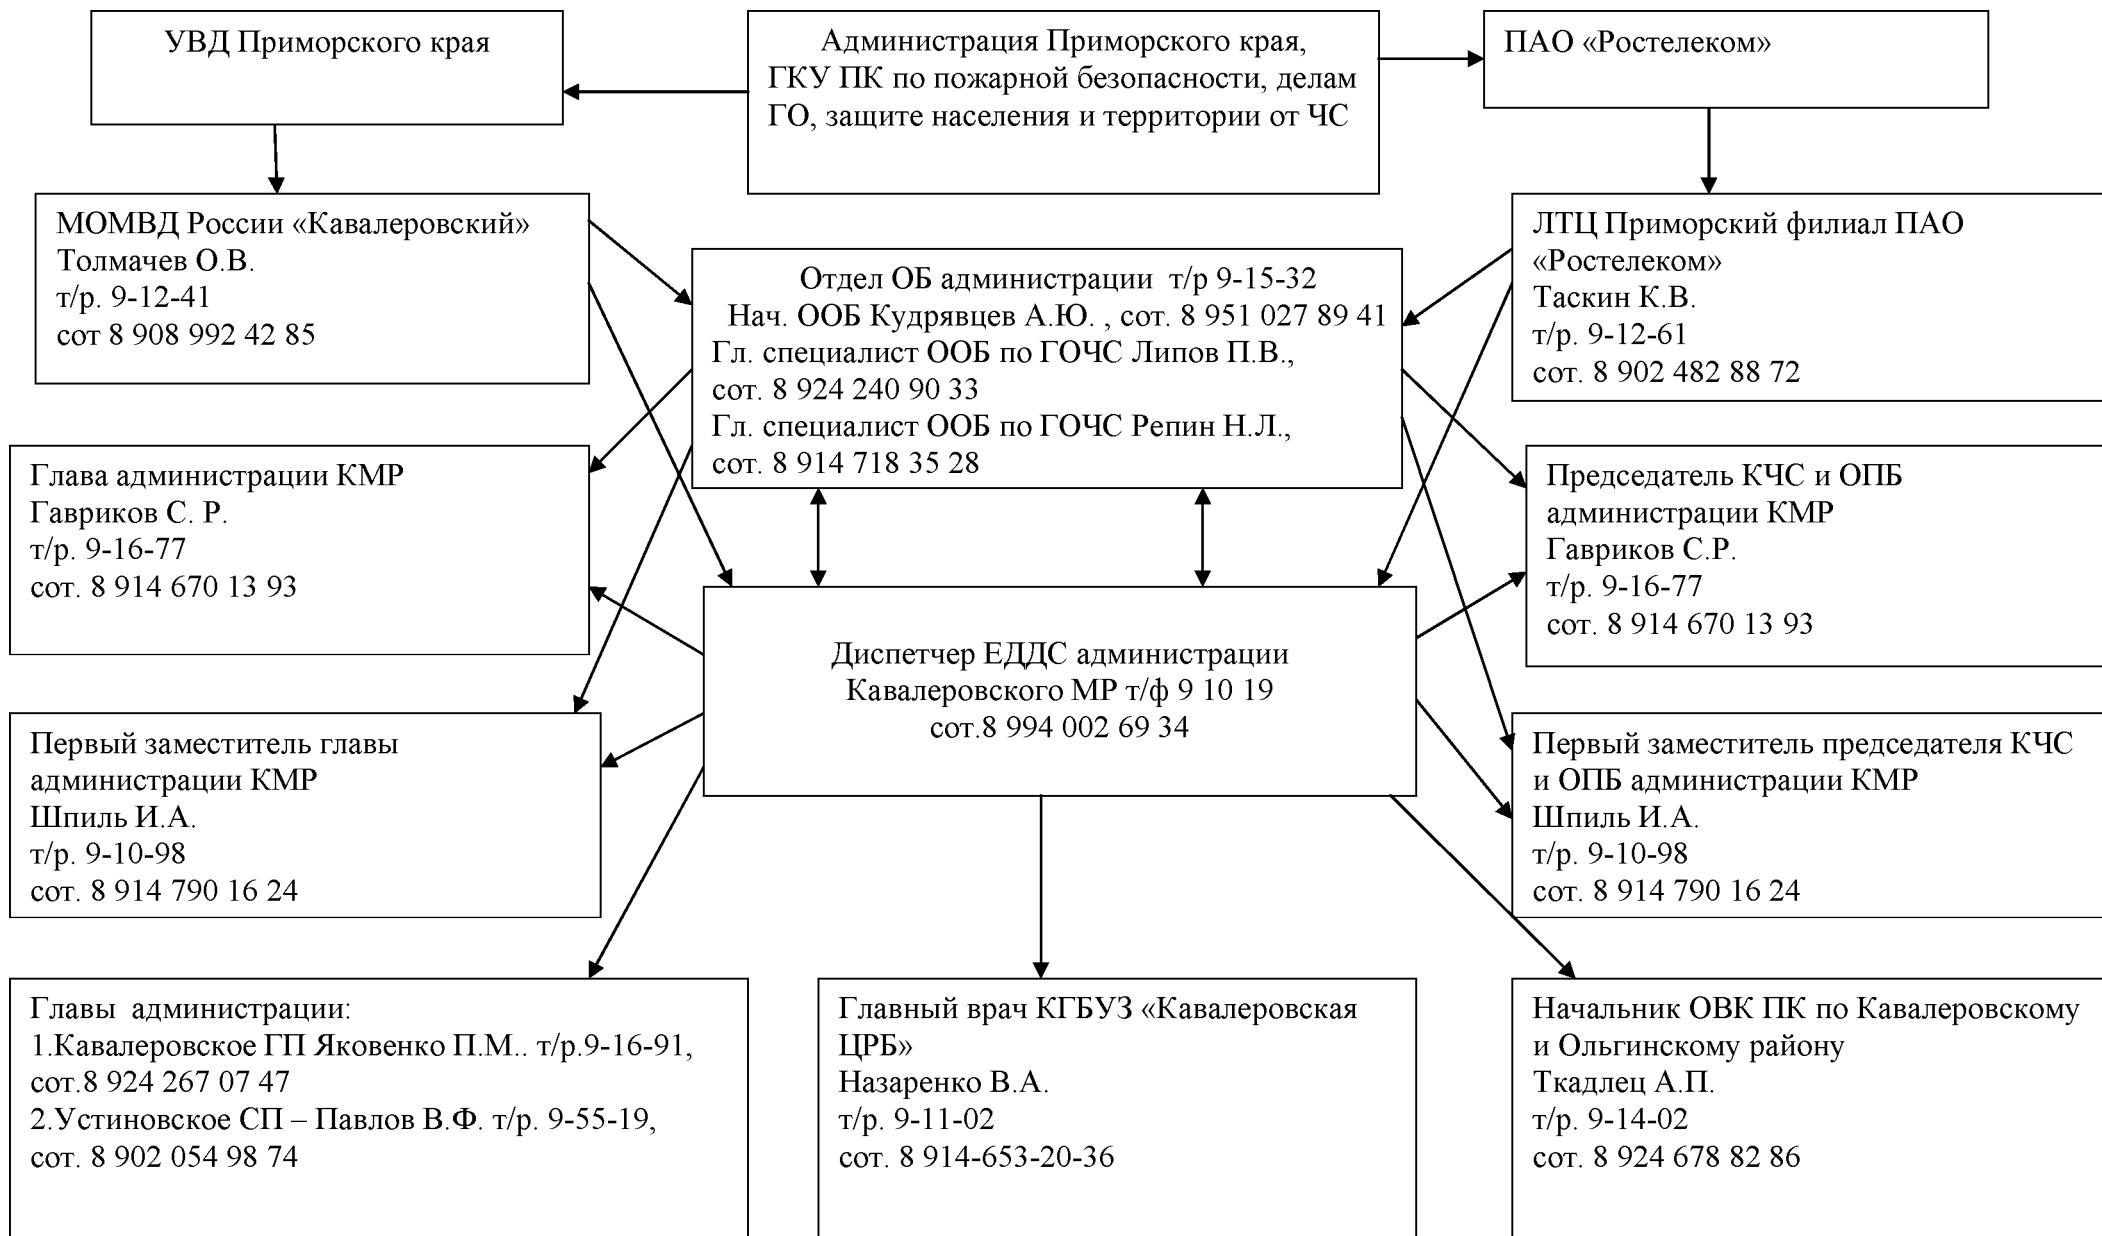 УВД Приморского края
Администрация Приморского края,
ГКУ ПК по пожарной безопасности, делам
ГО, защите населения и территории от ЧС
ПАО «Ростелеком»
МОМВД России «Кавалеровский»
Толмачев О.В.
т/р. 9-12-41
сот 8 908 992 42 85
Отдел ОБ администрации т/р 9-15-32
Нач. ООБ Кудрявцев А.Ю. , сот. 8 951 027 89 41
Гл. специалист ООБ по ГОЧС Липов П.В.,
сот. 8 924 240 90 33
Гл. специалист ООБ по ГОЧС Репин Н.Л.,
сот. 8 914 718 35 28
ЛТЦ Приморский филиал ПАО
«Ростелеком»
Таскин К.В.
т/р. 9-12-61
сот. 8 902 482 88 72
Глава администрации КМР
Гавриков С. Р.
т/р. 9-16-77
сот. 8 914 670 13 93
Председатель КЧС и ОПБ
администрации КМР
Гавриков С.Р.
т/р. 9-16-77
сот. 8 914 670 13 93
Диспетчер ЕДДС администрации
Кавалеровского МР т/ф 9 10 19
сот.8 994 002 69 34
Первый заместитель главы
администрации КМР
Шпиль И.А.
т/р. 9-10-98
сот. 8 914 790 16 24
Первый заместитель председателя КЧС
и ОПБ администрации КМР
Шпиль И.А.
т/р. 9-10-98
сот. 8 914 790 16 24
Главы администрации:
1.Кавалеровское ГП Яковенко П.М.. т/р.9-16-91,
сот.8 924 267 07 47
2.Устиновское СП – Павлов В.Ф. т/р. 9-55-19,
сот. 8 902 054 98 74
Главный врач КГБУЗ «Кавалеровская
ЦРБ»
Назаренко В.А.
т/р. 9-11-02
сот. 8 914-653-20-36
Начальник ОВК ПК по Кавалеровскому
и Ольгинскому району
Ткадлец А.П.
т/р. 9-14-02
сот. 8 924 678 82 86